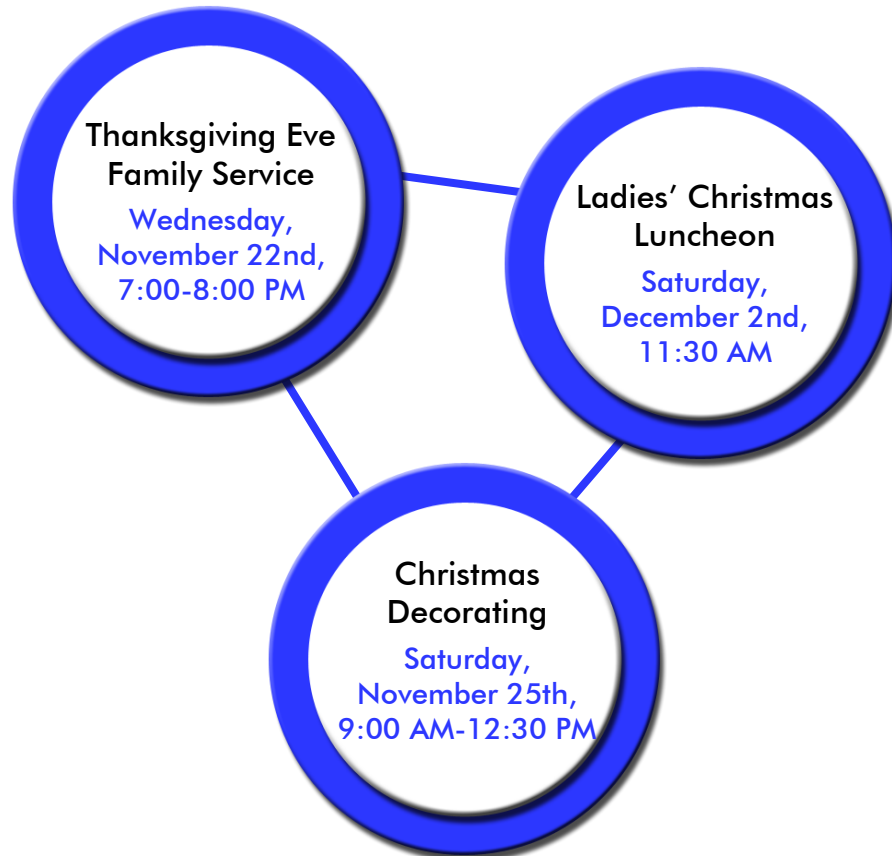 Thanksgiving Eve
Family Service
Wednesday,
November 22nd,
7:00-8:00 PM
Ladies’ Christmas
Luncheon
Saturday,
December 2nd,
11:30 AM
Christmas
Decorating
Saturday,
November 25th,
9:00 AM-12:30 PM